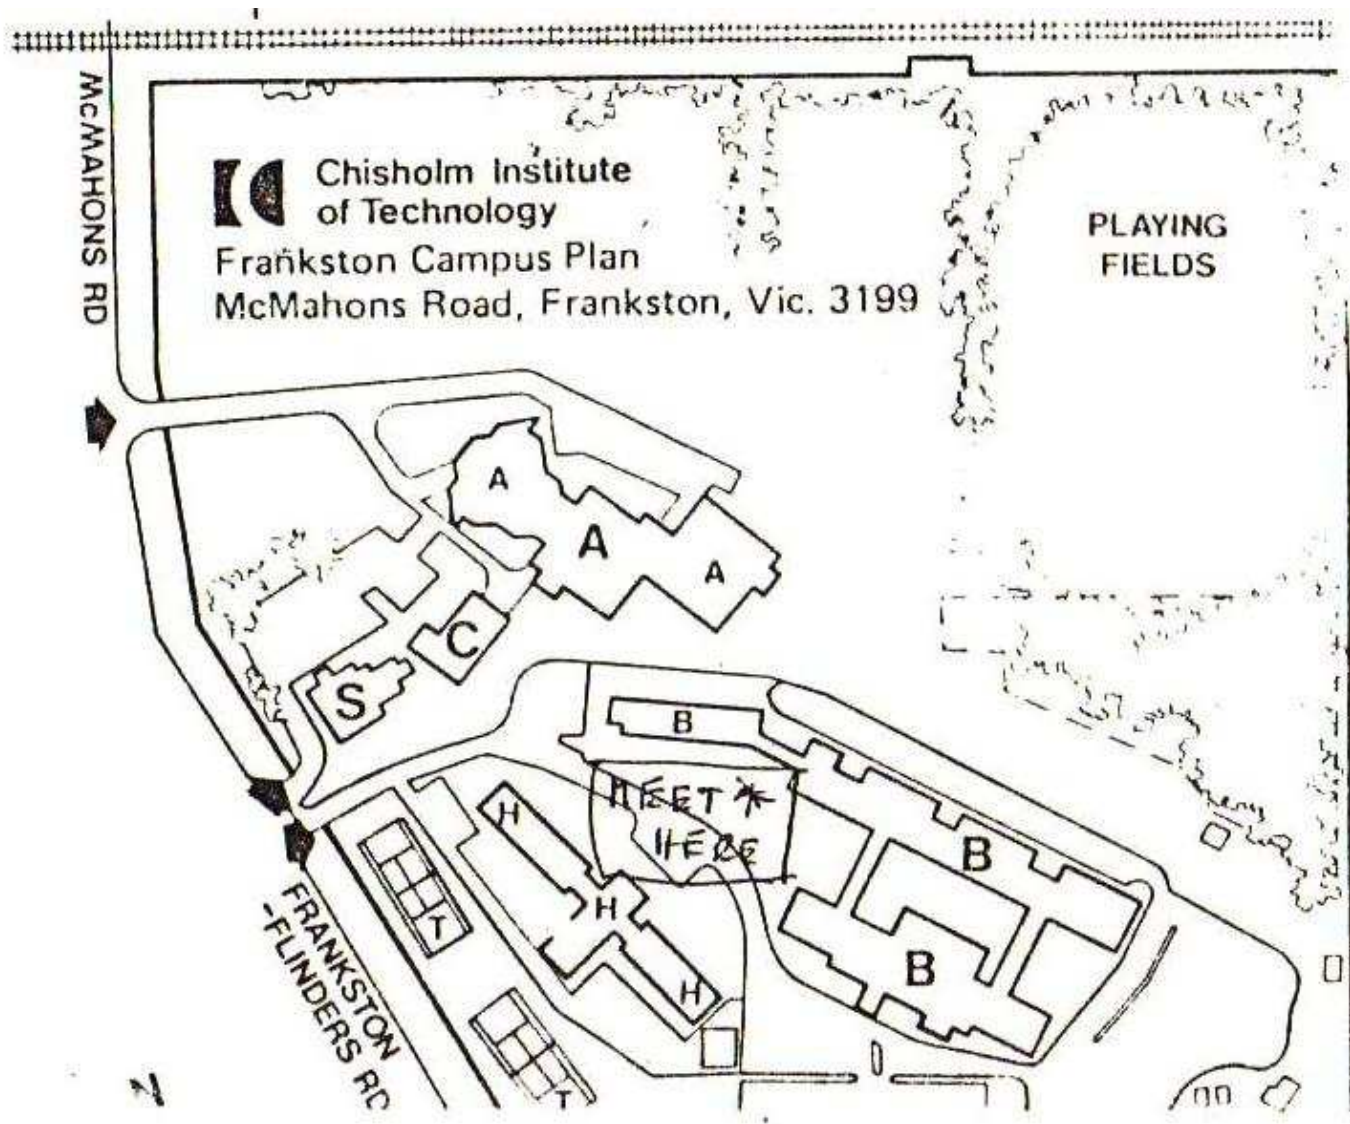 McMAHONS RD
Chisholm Institute
of Technology
Frankston Campus Plan
McMahons Road, Frankston, Vic. 3199
PLAYING
FIELDS
A
A
A
C
S
B
MEET *
HERE
H
B
T
H
B
H
FRANKSTON
-FLINDERS RD
T